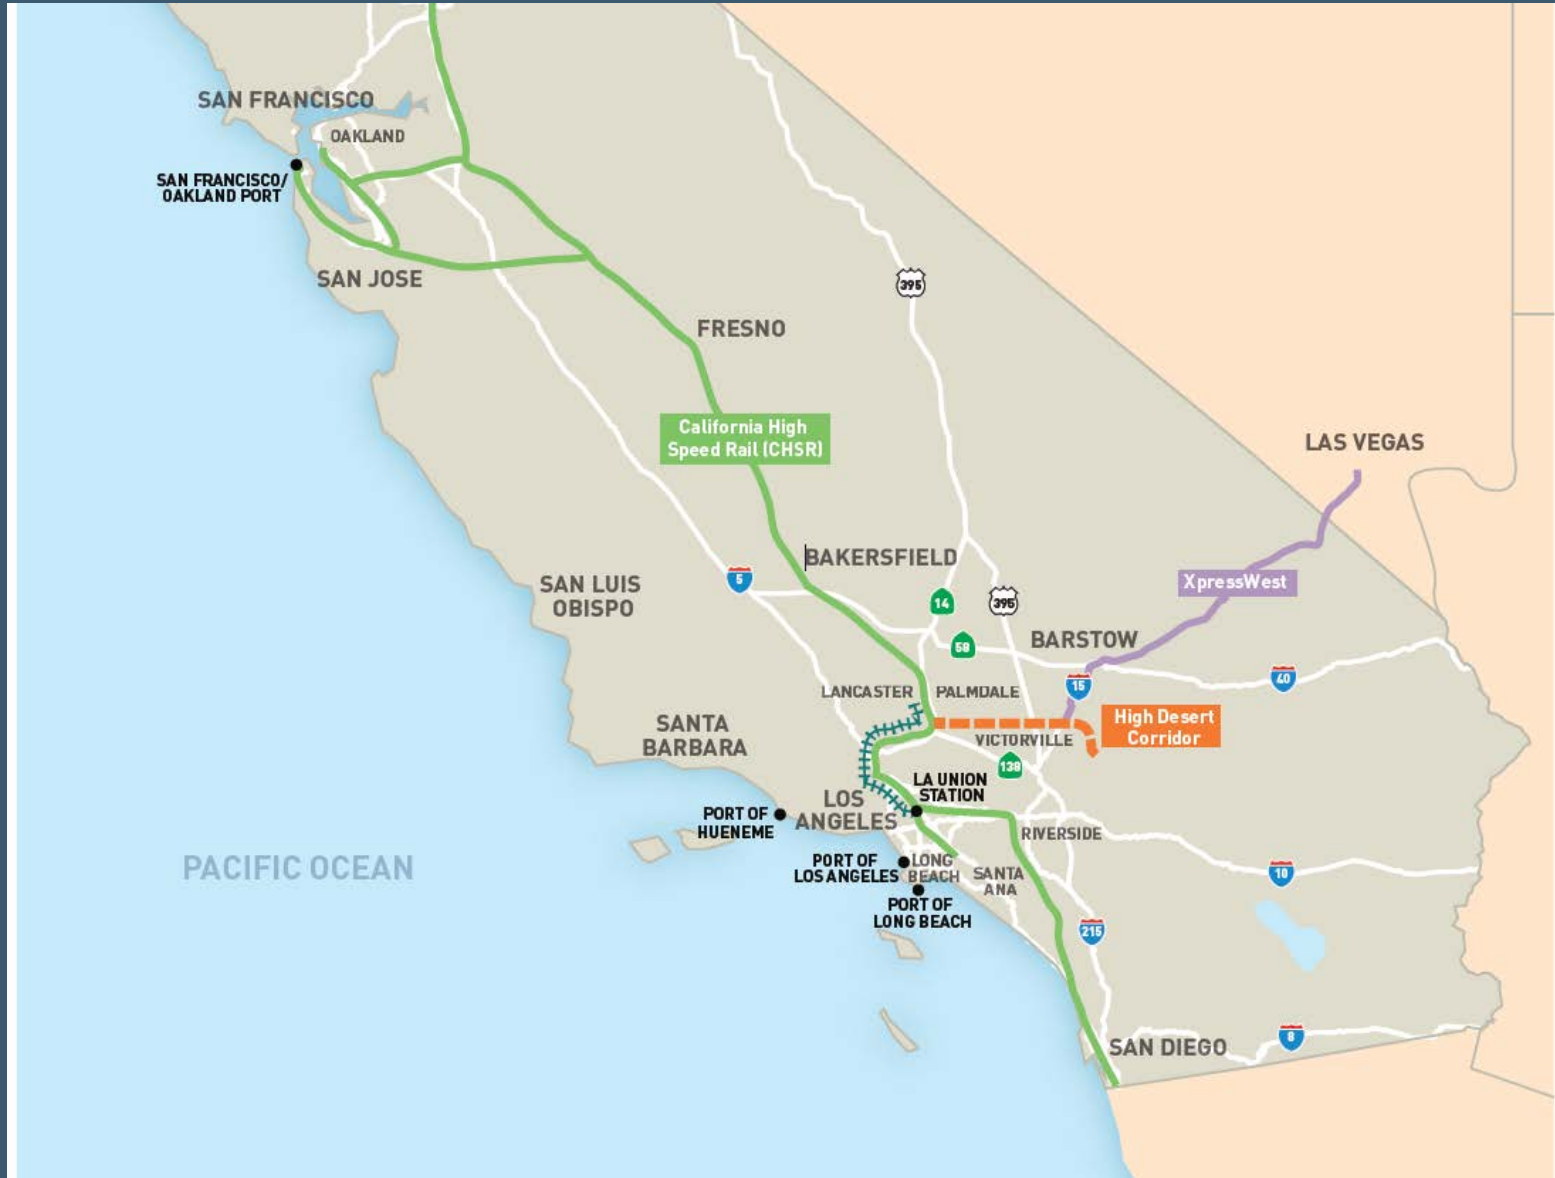 SAN FRANCISCO
OAKLAND
SAN FRANCISCO/
OAKLAND PORT
SAN JOSE
395
FRESNO
California High
Speed Rail (CHSR)
LAS VEGAS
BAKERSFIELD
5
SAN LUIS
OBISPO
XpressWest
14
395
58
BARSTOW
15
40
LANCASTER
PALMDALE
High Desert
Corridor
SANTA
BARBARA
VICTORVILLE
138
LA UNION
STATION
LOS
ANGELES
PORT OF
HUENEME
RIVERSIDE
PACIFIC OCEAN
PORT OF
LOS ANGELES
LONG
BEACH
SANTA
ANA
10
PORT OF
LONG BEACH
215
8
SAN DIEGO